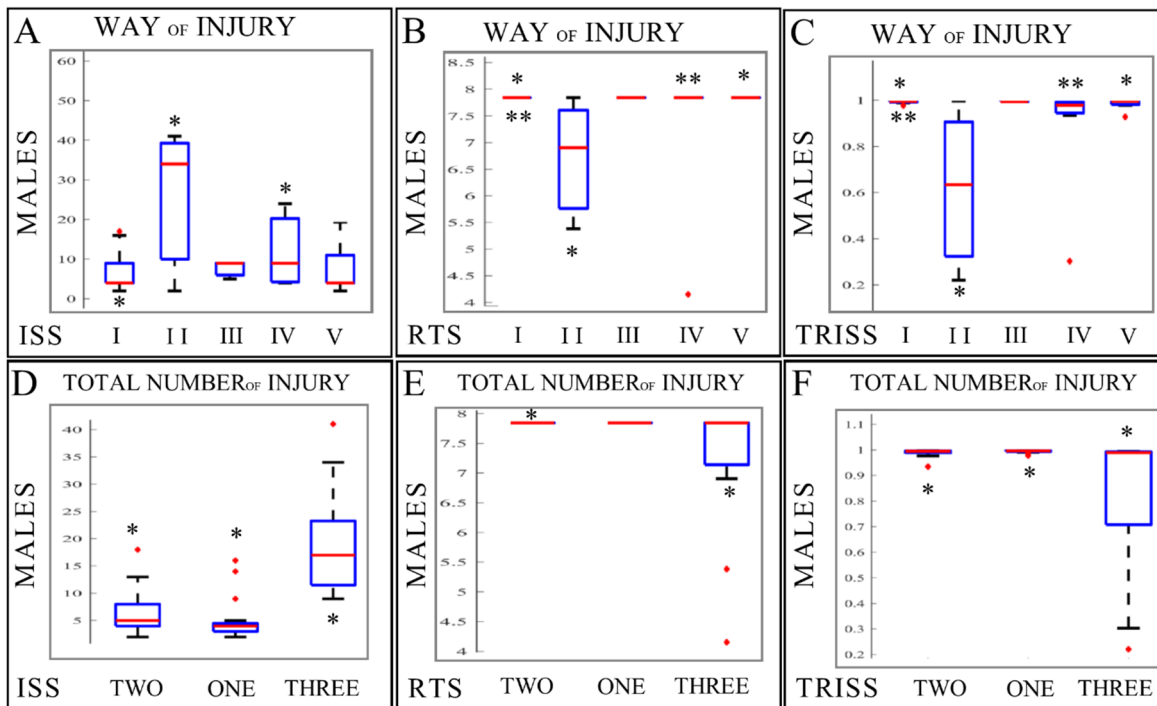 A WAY OF INJURY
60
50
40
30
20
10
0
* * * *
ISS I II III IV V
B WAY OF INJURY
8.5
8
7.5
7
6.5
6
5.5
5
4.5
4
* ** * ** *
RTS I II III IV V
C WAY OF INJURY
1
0.8
0.6
0.4
0.2
* ** * ** *
TRISS I II III IV V
MALES
MALES
MALES
D TOTAL NUMBER OF INJURY
40
35
30
25
20
15
10
5
* * *
ISS TWO ONE THREE
E TOTAL NUMBER OF INJURY
8
7.5
7
6.5
6
5.5
5
4.5
4
* *
RTS TWO ONE THREE
F TOTAL NUMBER OF INJURY
1.1
1
0.9
0.8
0.7
0.6
0.5
0.4
0.3
0.2
* * *
TRISS TWO ONE THREE
MALES
MALES
MALES